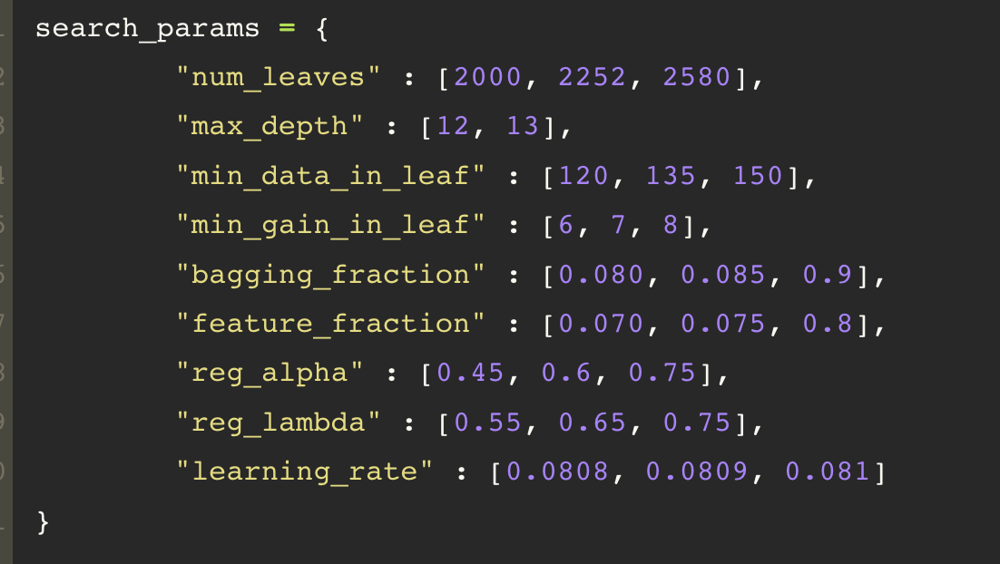 search_params = {
"num_leaves" : [2000, 2252, 2580],
"max_depth" : [12, 13],
"min_data_in_leaf" : [120, 135, 150],
"min_gain_in_leaf" : [6, 7, 8],
"bagging_fraction" : [0.080, 0.085, 0.9],
"feature_fraction" : [0.070, 0.075, 0.8],
"reg_alpha" : [0.45, 0.6, 0.75],
"reg_lambda" : [0.55, 0.65, 0.75],
"learning_rate" : [0.0808, 0.0809, 0.081]
}